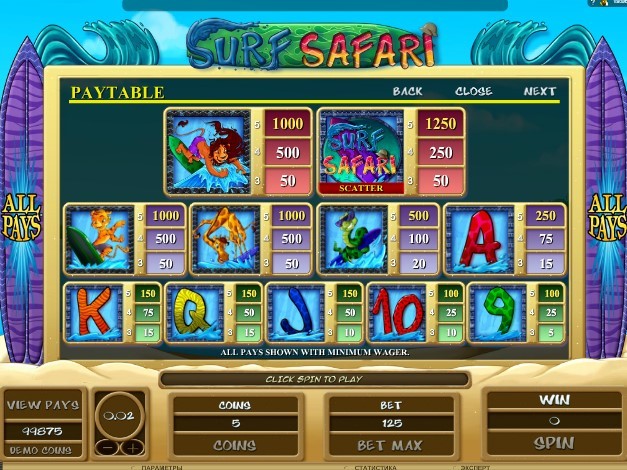 SURF SAFARI
PAYTABLE BACK CLOSE NEXT
5 1000
4 500
3 50
SURF SAFARI
SCATTER
5 1250
4 250
3 50
ALL PAYS
ALL PAYS
5 1000
4 500
3 50
5 1000
4 500
3 50
5 500
4 100
3 20
A
5 250
4 75
3 15
K
5 150
4 75
3 15
Q
5 150
4 50
3 15
J
5 150
4 50
3 10
10
5 100
4 25
3 10
9
5 100
4 25
3 5
ALL PAYS SHOWN WITH MINIMUM WAGER.
CLICK SPIN TO PLAY
VIEW PAYS
99875
DEMO COINS
0.02
COINS
5
COINS
BET
125
BET MAX
WIN
0
SPIN
ПАРАМЕТРЫ СТАТИСТИКА ЭКСПЕРТ